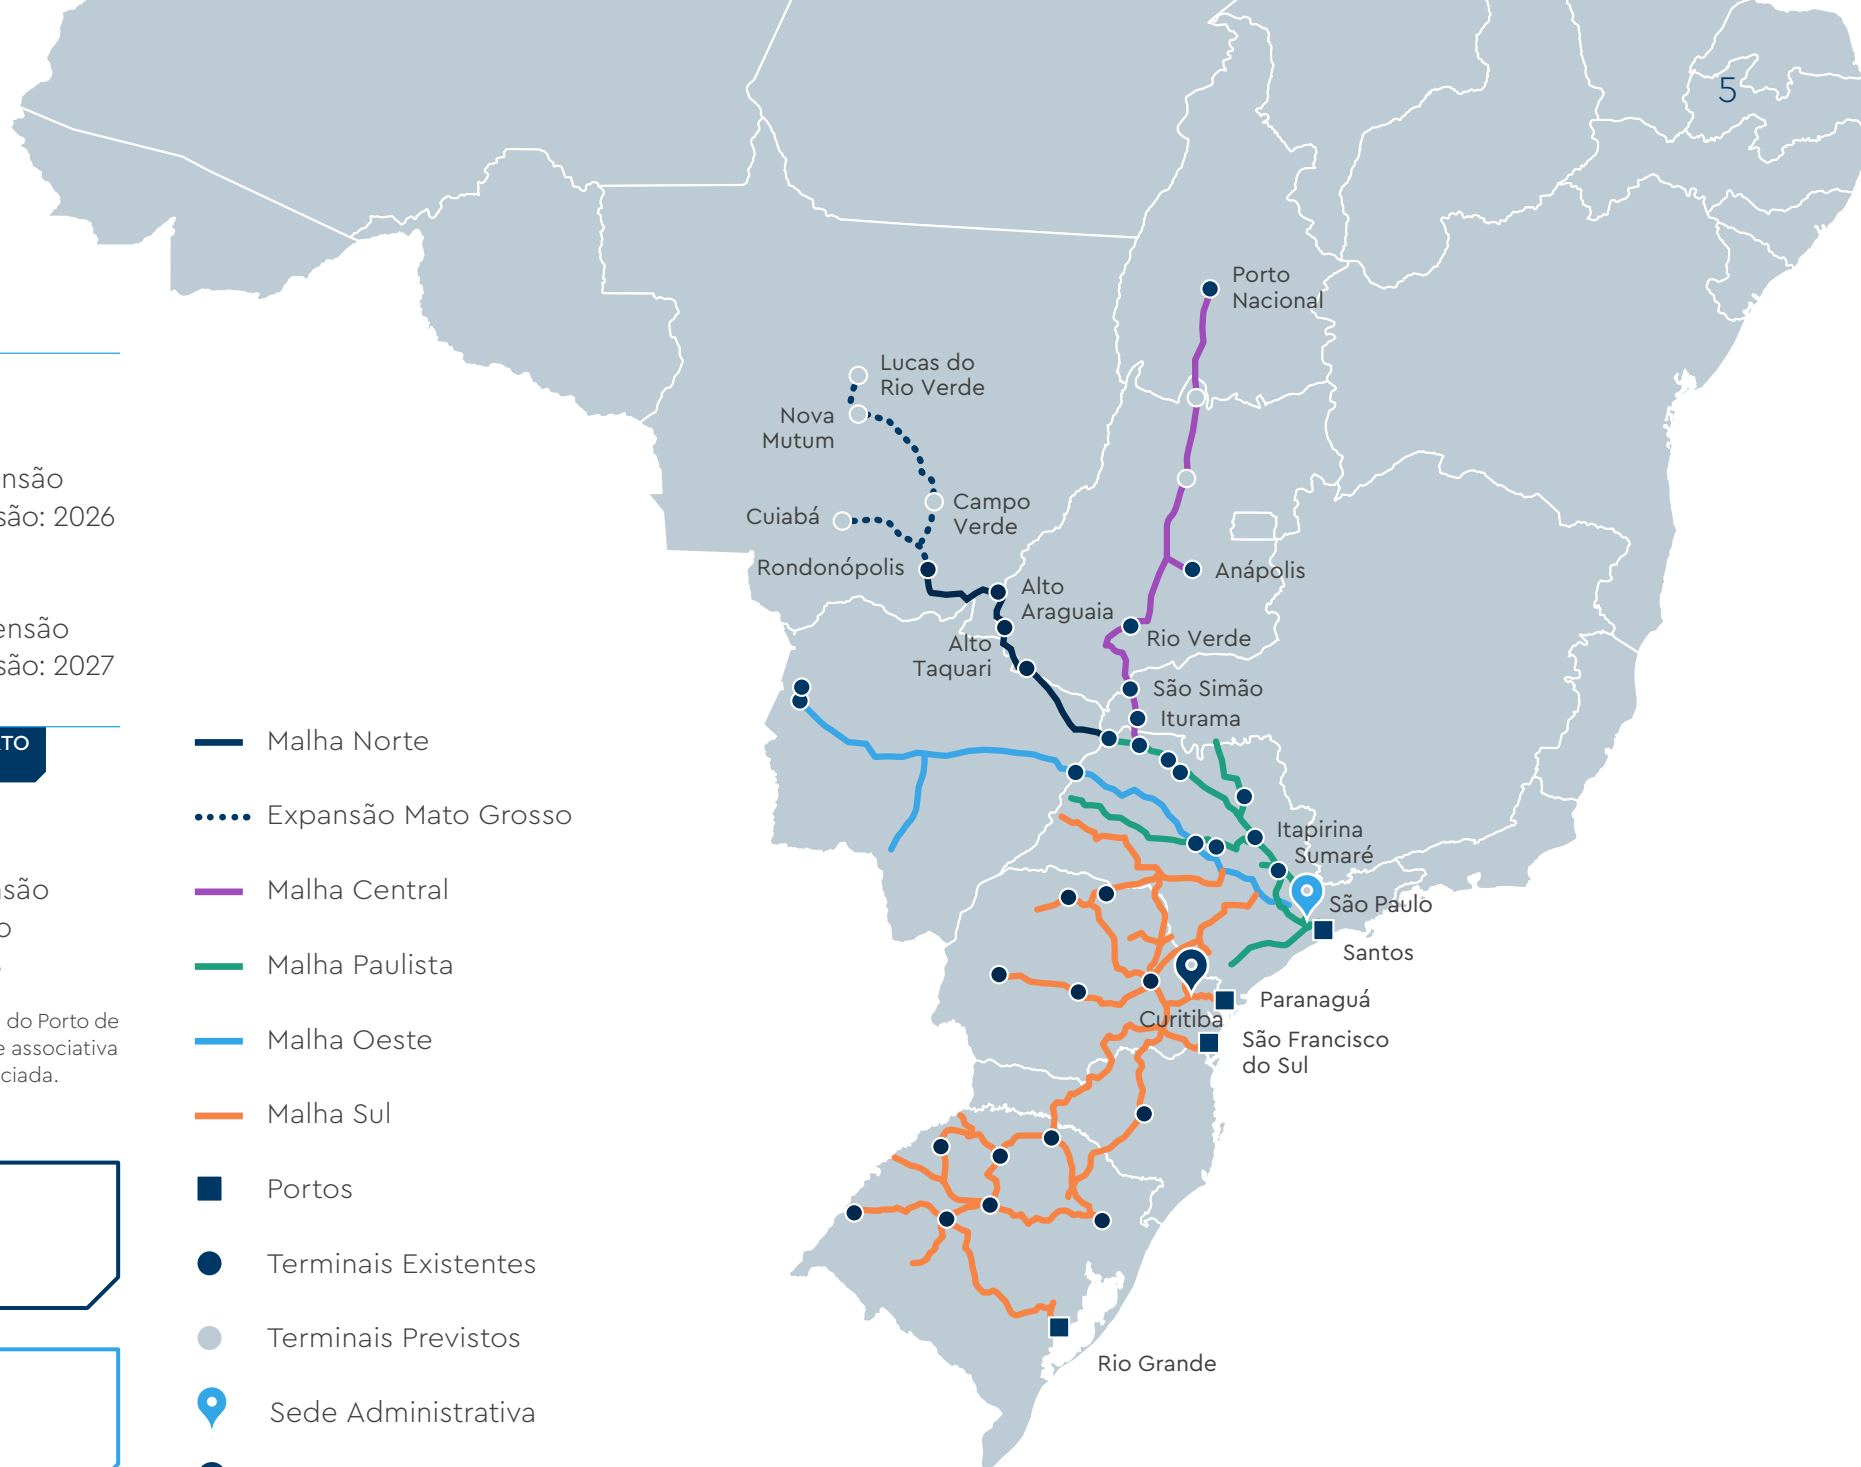 5
nsão
são: 2026
ensão
são: 2027
TO
são
o
do Porto de
e associativa
ciada.
Malha Norte
Expansão Mato Grosso
Malha Central
Malha Paulista
Malha Oeste
Malha Sul
Portos
Terminais Existentes
Terminais Previstos
Sede Administrativa
Porto
Nacional
Lucas do
Rio Verde
Nova
Mutum
Campo
Verde
Cuiabá
Rondonópolis
Alto
Araguaia
Anápolis
Rio Verde
Alto
Taquari
São Simão
Iturama
Itapirina
Sumaré
São Paulo
Santos
Paranaguá
Curitiba
São Francisco
do Sul
Rio Grande